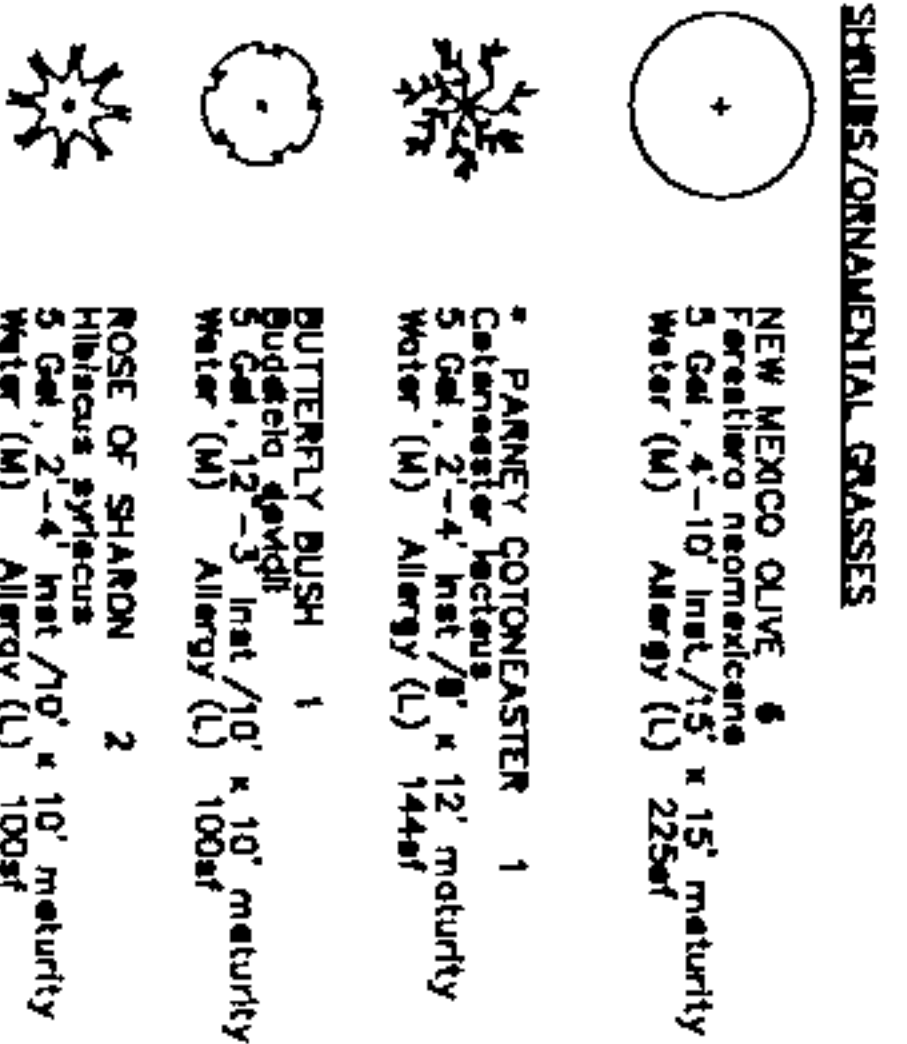 SHRUBS/ORNAMENTAL GRASSES
NEW MEXICO OLIVE 6
Forestiera neomexicana
5 Gal, 4'-10' Inst/15' x 15' maturity
Water (M) Allergy (L) 225sf
* PARNEY COTONEASTER 1
Cotoneaster lacteus
5 Gal, 2'-4' Inst/8' x 12' maturity
Water (M) Allergy (L) 144sf
BUTTERFLY BUSH 1
Buddleia davidii
5 Gal, 12"-3' Inst/10' x 10' maturity
Water (M) Allergy (L) 100sf
ROSE OF SHARON 2
Hibiscus syriacus
5 Gal, 2'-4' Inst/10' x 10' maturity
Water (M) Allergy (L) 100sf